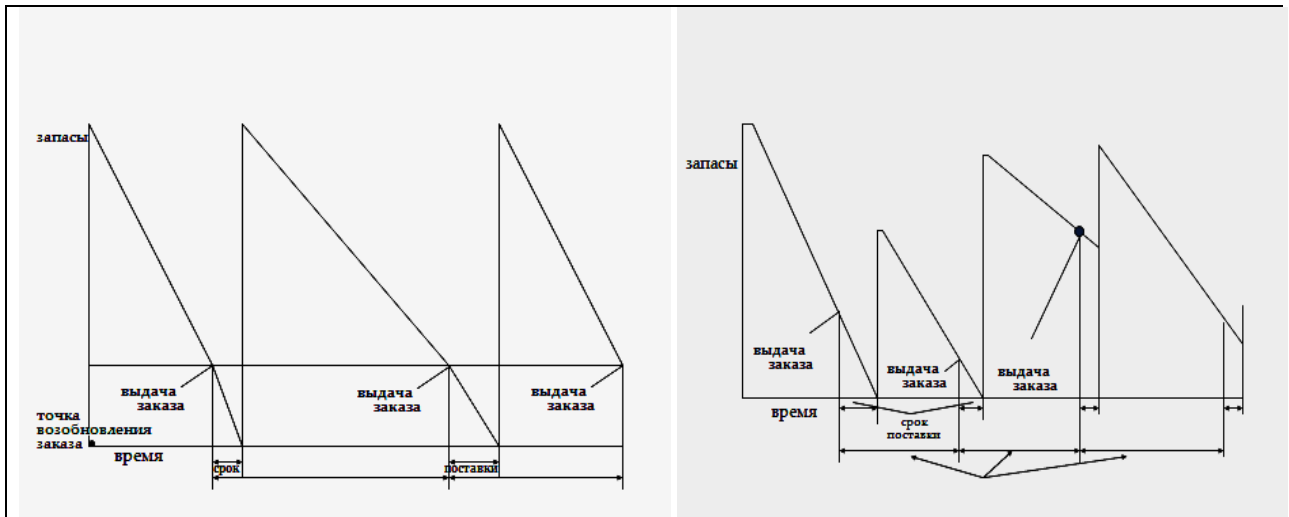 запасы
выдача
заказа
выдача
заказа
выдача
заказа
точка
возобновления
заказа
время
срок
поставки
запасы
выдача
заказа
выдача
заказа
выдача
заказа
время
срок
поставки